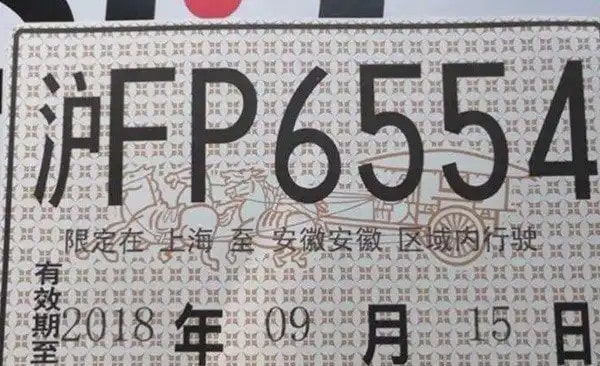 沪FP6554
限定在 上海 至 安徽安徽 区域内行驶
有效期至 2018 年 09 月 15 日